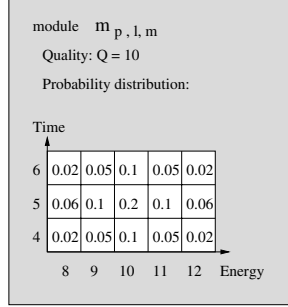 module m p , l, m
Quality: Q = 10
Probability distribution:
Time
6 0.02 0.05 0.1 0.05 0.02
5 0.06 0.1 0.2 0.1 0.06
4 0.02 0.05 0.1 0.05 0.02
8 9 10 11 12 Energy